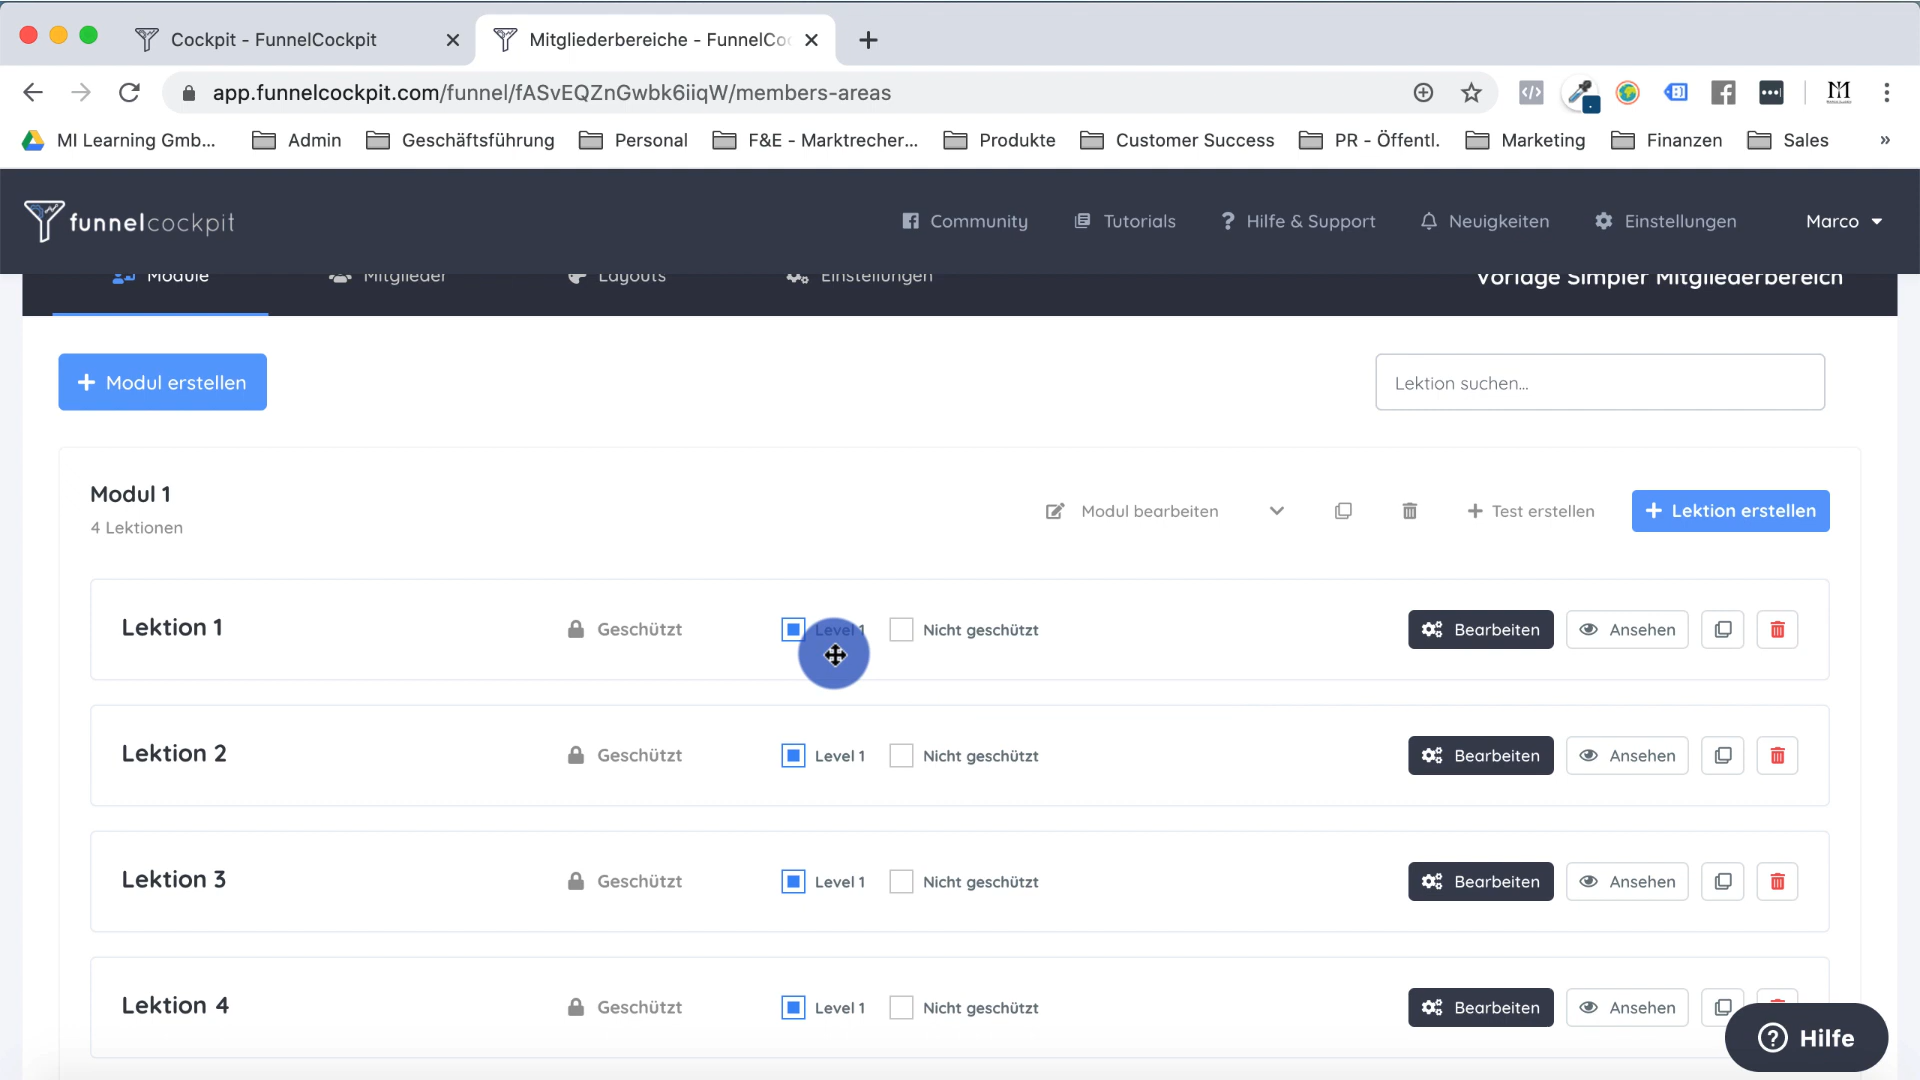 Cockpit - FunnelCockpit
Mitgliederbereiche - FunnelCo
app.funnelcockpit.com/funnel/fASvEQZnGwbk6iiqW/members-areas
MI Learning Gmb... Admin Geschäftsführung Personal F&E - Marktrecher... Produkte Customer Success PR - Öffentl. Marketing Finanzen Sales »
funnelcockpit Community Tutorials ? Hilfe & Support Neuigkeiten Einstellungen Marco
Module Mitglieder Layouts Einstellungen Vorlage Simpler Mitgliederbereich
+ Modul erstellen Lektion suchen...
Modul 1
4 Lektionen
Modul bearbeiten + Test erstellen + Lektion erstellen
Lektion 1 Geschützt Level 1 Nicht geschützt Bearbeiten Ansehen
Lektion 2 Geschützt Level 1 Nicht geschützt Bearbeiten Ansehen
Lektion 3 Geschützt Level 1 Nicht geschützt Bearbeiten Ansehen
Lektion 4 Geschützt Level 1 Nicht geschützt Bearbeiten Ansehen
? Hilfe